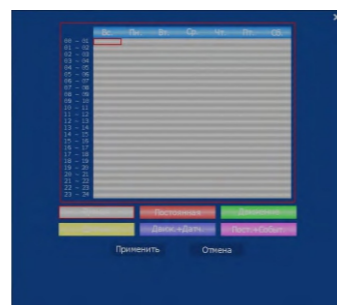 Вс. Пн. Вт. Ср. Чт. Пт. Сб.
00 - 01
01 - 02
02 - 03
03 - 04
04 - 05
05 - 06
06 - 07
07 - 08
08 - 09
09 - 10
10 - 11
11 - 12
12 - 13
13 - 14
14 - 15
15 - 16
16 - 17
17 - 18
18 - 19
19 - 20
20 - 21
21 - 22
22 - 23
23 - 24
Постоянная Движение
Движ.+Датч. Пост.+Событ.
Применить Отмена